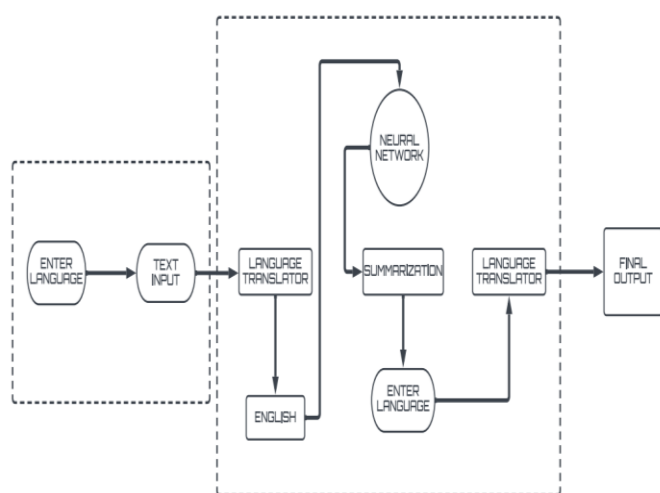 ENTER
LANGUAGE
TEXT
INPUT
LANGUAGE
TRANSLATOR
ENGLISH
NEURAL
NETWORK
SUMMARIZATION
ENTER
LANGUAGE
LANGUAGE
TRANSLATOR
FINAL
OUTPUT